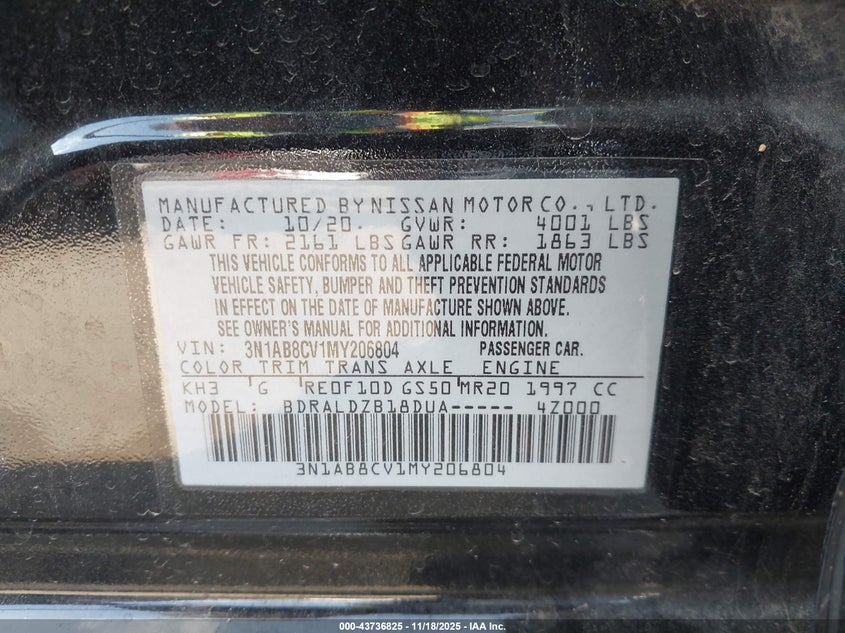 MANUFACTURED BY NISSAN MOTOR CO., LTD.
DATE: 10/20. GVWR: 4001 LBS
GAWR FR: 2161 LBS GAWR RR: 1863 LBS
THIS VEHICLE CONFORMS TO ALL APPLICABLE FEDERAL MOTOR
VEHICLE SAFETY, BUMPER AND THEFT PREVENTION STANDARDS
IN EFFECT ON THE DATE OF MANUFACTURE SHOWN ABOVE.
SEE OWNER'S MANUAL FOR ADDITIONAL INFORMATION.
VIN: 3N1AB8CV1MY206804 PASSENGER CAR.
COLOR TRIM TRANS AXLE ENGINE
KH3 G RE0F10D GS50 MR20 1997 CC
MODEL: BDRALDZB18DUA----- 4Z000
3N1AB8CV1MY206804
000-43736825 - 11/18/2025 - IAA Inc.